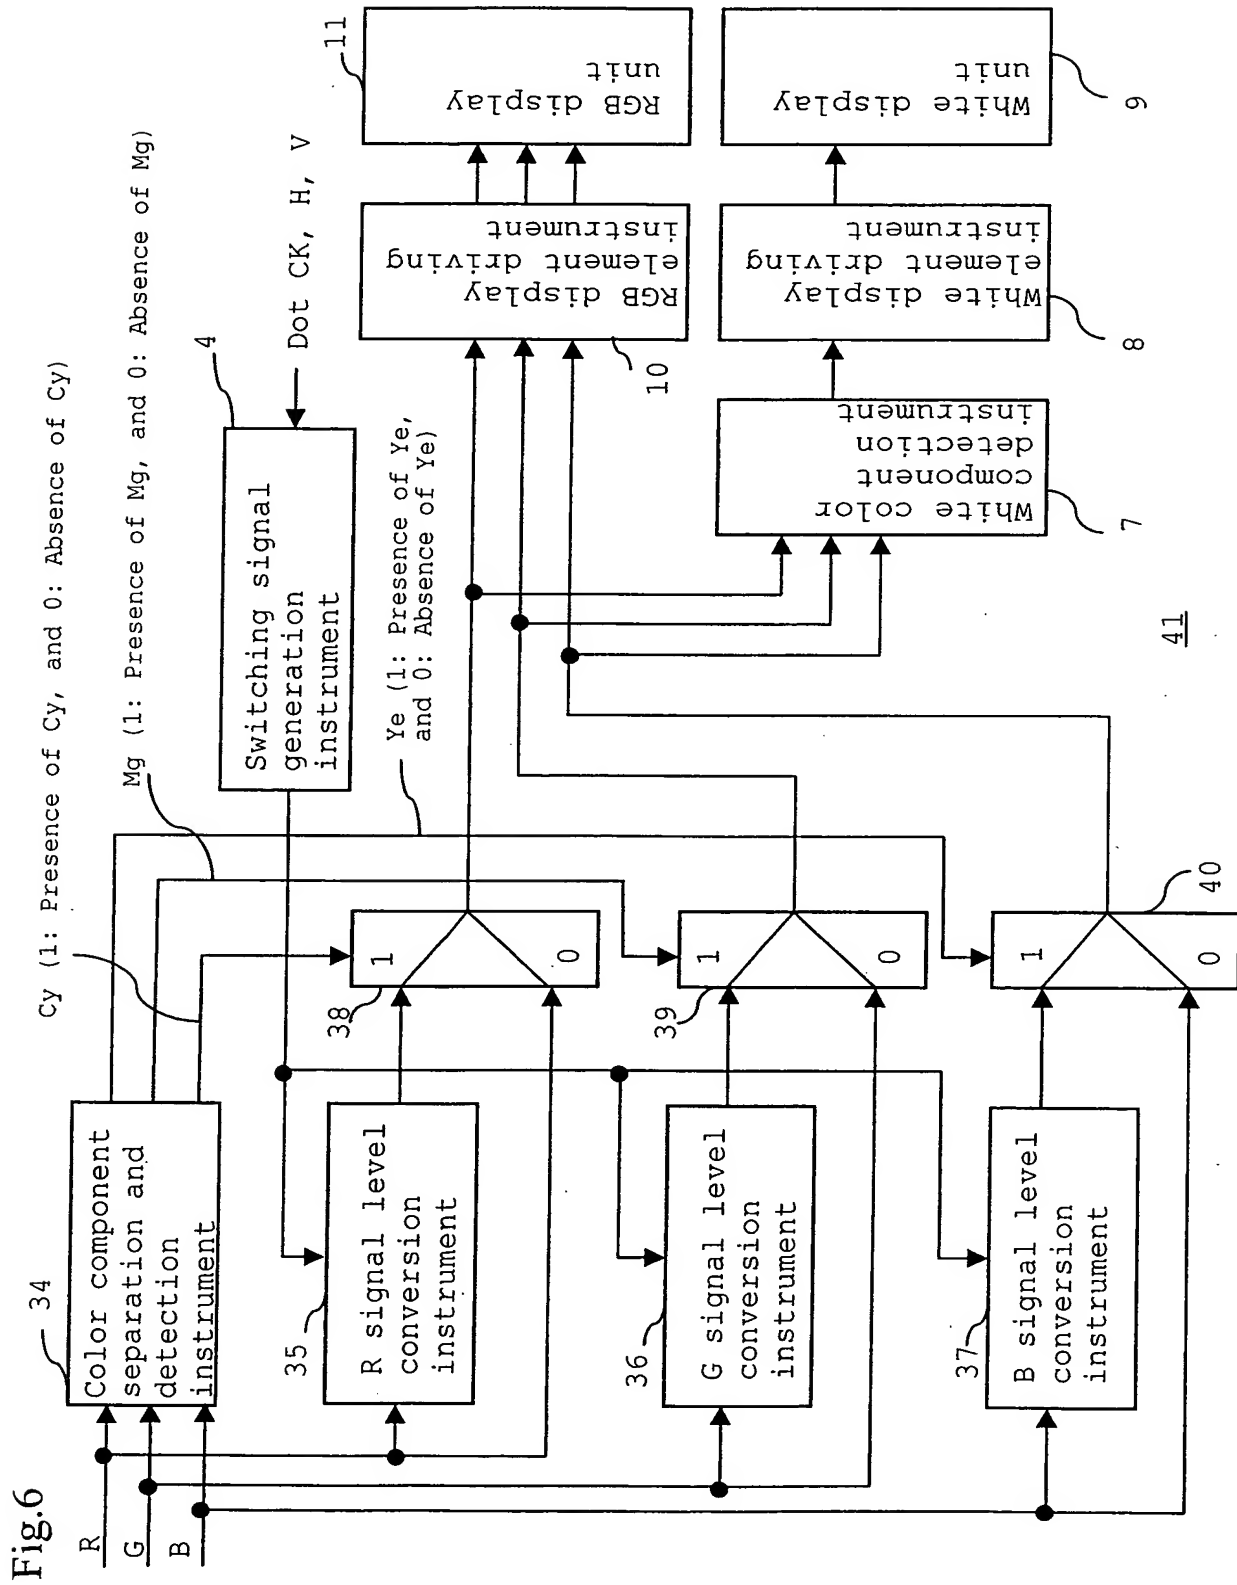 Fig.6
R
G
B
34
Color component
separation and
detection
instrument
Cy (1: Presence of Cy, and 0: Absence of Cy)
Mg (1: Presence of Mg, and 0: Absence of Mg)
Ye (1: Presence of Ye,
and 0: Absence of Ye)
4
Switching signal
generation
instrument
Dot CK, H, V
35
R signal level
conversion
instrument
36
G signal level
conversion
instrument
37
B signal level
conversion
instrument
38
1
0
39
1
0
40
1
0
10
RGB display
element driving
instrument
11
RGB display
unit
7
White color
component
detection
instrument
8
White display
element driving
instrument
9
White display
unit
41